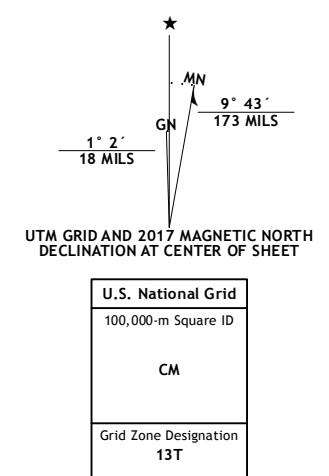 ★
MN
9° 43´
173 MILS
GN
1° 2´
18 MILS
UTM GRID AND 2017 MAGNETIC NORTH
DECLINATION AT CENTER OF SHEET
U.S. National Grid
100,000-m Square ID
CM
Grid Zone Designation
13T